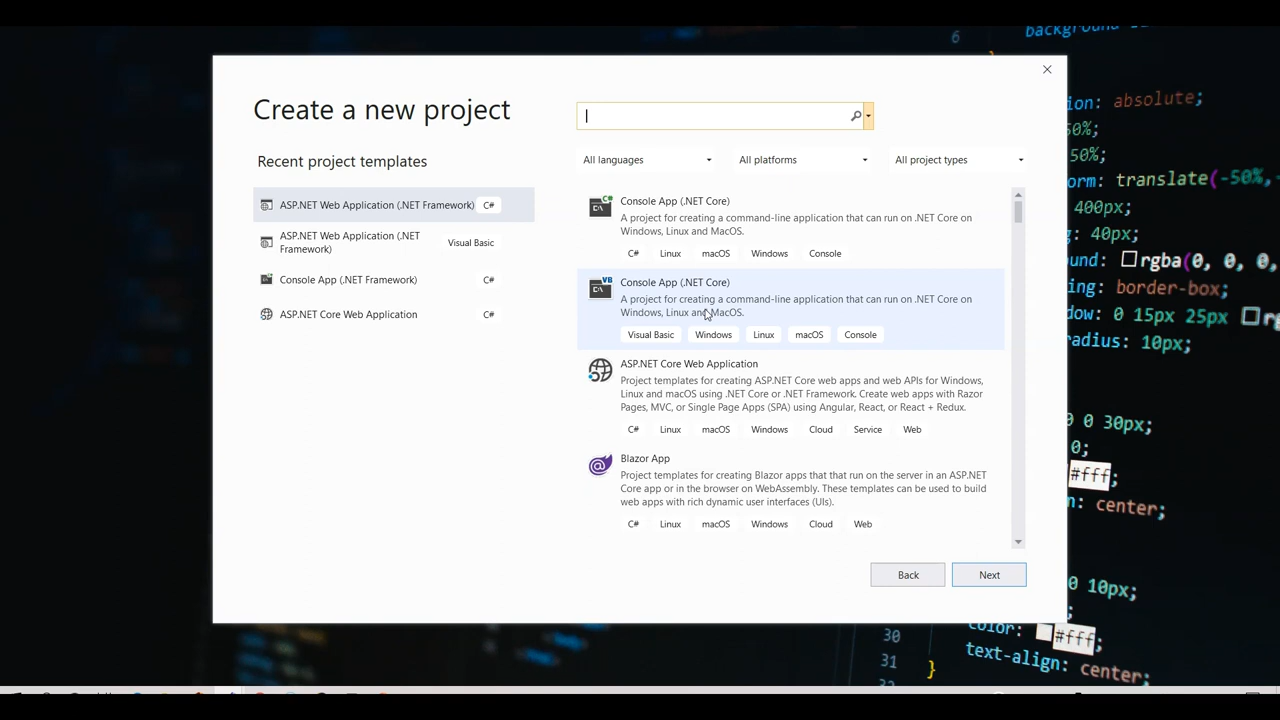 6
background
Create a new project
Recent project templates
All languages
All platforms
All project types
ASP.NET Web Application (.NET Framework)
C#
ASP.NET Web Application (.NET
Framework)
Visual Basic
Console App (.NET Framework)
C#
ASP.NET Core Web Application
C#
Console App (.NET Core)
A project for creating a command-line application that can run on .NET Core on
Windows, Linux and MacOS.
C# Linux macOS Windows Console
Console App (.NET Core)
A project for creating a command-line application that can run on .NET Core on
Windows, Linux and MacOS.
Visual Basic Windows Linux macOS Console
ASP.NET Core Web Application
Project templates for creating ASP.NET Core web apps and web APIs for Windows,
Linux and macOS using .NET Core or .NET Framework. Create web apps with Razor
Pages, MVC, or Single Page Apps (SPA) using Angular, React, or React + Redux.
C# Linux macOS Windows Cloud Service Web
Blazor App
Project templates for creating Blazor apps that that run on the server in an ASP.NET
Core app or in the browser on WebAssembly. These templates can be used to build
web apps with rich dynamic user interfaces (UIs).
C# Linux macOS Windows Cloud Web
Back
Next
ion: absolute;
50%;
50%;
orm: translate(-50%,
400px;
g: 40px;
und: rgba(0, 0, 0,
ing: border-box;
dow: 0 15px 25px rg
radius: 10px;
0 0 30px;
0;
#fff;
n: center;
0 10px;
color: #fff;
text-align: center;
30
31 }